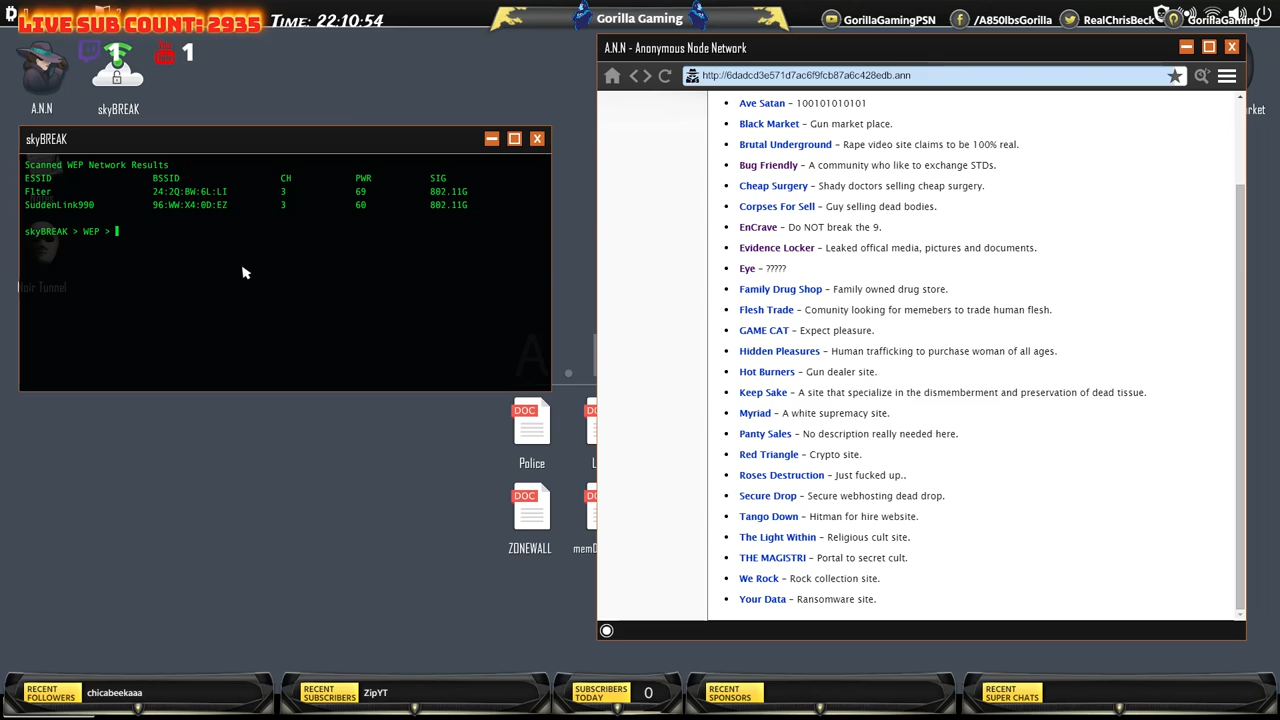 LIVE SUB COUNT: 2935
TIME: 22:10:54
Gorilla Gaming
GorillaGamingPSN
/A850lbsGorilla
RealChrisBeck
GorillaGaming
1
1
A.N.N
skyBREAK
skyBREAK
Scanned WEP Network Results
ESSID BSSID CH PWR SIG
Flter 24:2Q:BW:6L:LI 3 69 802.11G
SuddenLink990 96:WW:X4:0D:EZ 3 60 802.11G
skyBREAK > WEP >
Noir Tunnel
A.
Police
ZONEWALL
A.N.N - Anonymous Node Network
http://6dadcd3e571d7ac6f9fcb87a6c428edb.ann
Ave Satan - 100101010101
Black Market - Gun market place.
Brutal Underground - Rape video site claims to be 100% real.
Bug Friendly - A community who like to exchange STDs.
Cheap Surgery - Shady doctors selling cheap surgery.
Corpses For Sell - Guy selling dead bodies.
EnCrave - Do NOT break the 9.
Evidence Locker - Leaked offical media, pictures and documents.
Eye - ?????
Family Drug Shop - Family owned drug store.
Flesh Trade - Comunity looking for memebers to trade human flesh.
GAME CAT - Expect pleasure.
Hidden Pleasures - Human trafficking to purchase woman of all ages.
Hot Burners - Gun dealer site.
Keep Sake - A site that specialize in the dismemberment and preservation of dead tissue.
Myriad - A white supremacy site.
Panty Sales - No description really needed here.
Red Triangle - Crypto site.
Roses Destruction - Just fucked up..
Secure Drop - Secure webhosting dead drop.
Tango Down - Hitman for hire website.
The Light Within - Religious cult site.
THE MAGISTRI - Portal to secret cult.
We Rock - Rock collection site.
Your Data - Ransomware site.
RECENT FOLLOWERS chicabeekaaa
RECENT SUBSCRIBERS ZipYT
SUBSCRIBERS TODAY 0
RECENT SPONSORS
RECENT SUPER CHATS